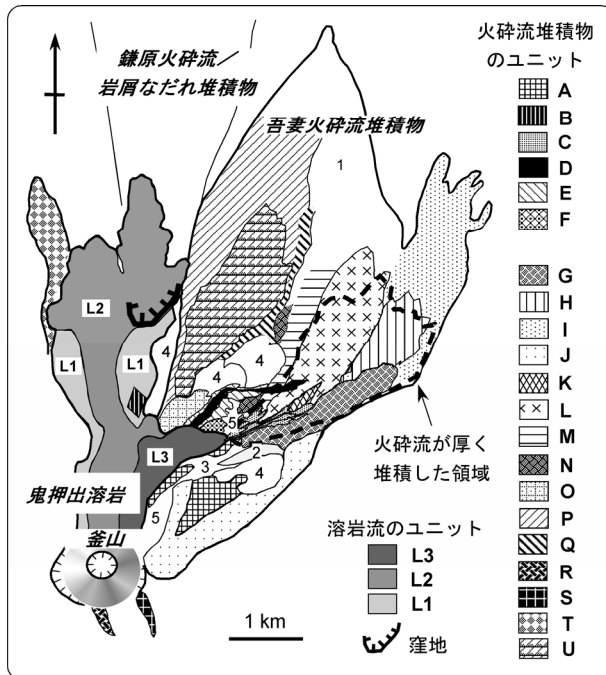 鎌原火砕流／
岩屑なだれ堆積物
吾妻火砕流堆積物
1
L2
L1
L1
4
4
4
5
L3
2
3
4
5
鬼押出溶岩
釜山
火砕流が厚く
堆積した領域
溶岩流のユニット
L3
L2
L1
窪地
1 km
火砕流堆積物
のユニット
A
B
C
D
E
F
G
H
I
J
K
L
M
N
O
P
Q
R
S
T
U